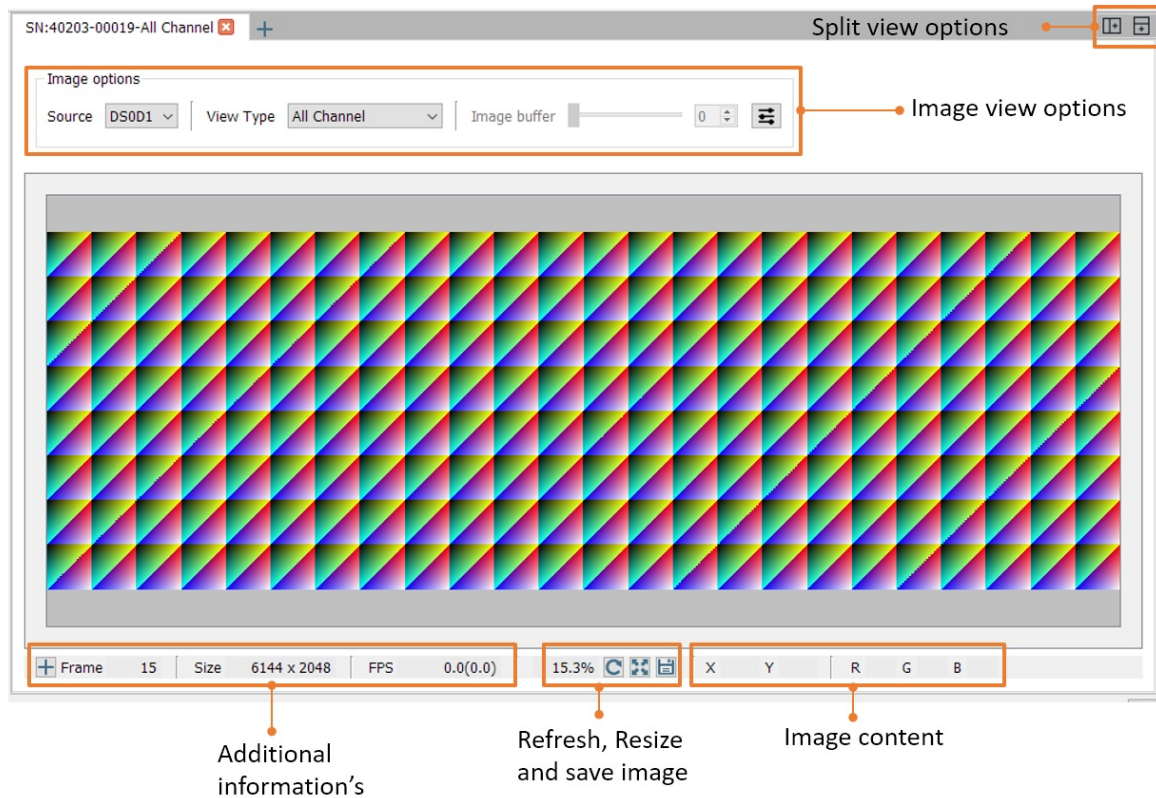 SN:40203-00019-All Channel
Split view options
Image options
Source DS0D1 View Type All Channel Image buffer 0
Image view options
Frame 15 Size 6144 x 2048 FPS 0.0(0.0) 15.3% X Y R G B
Additional
information’s
Refresh, Resize
and save image
Image content